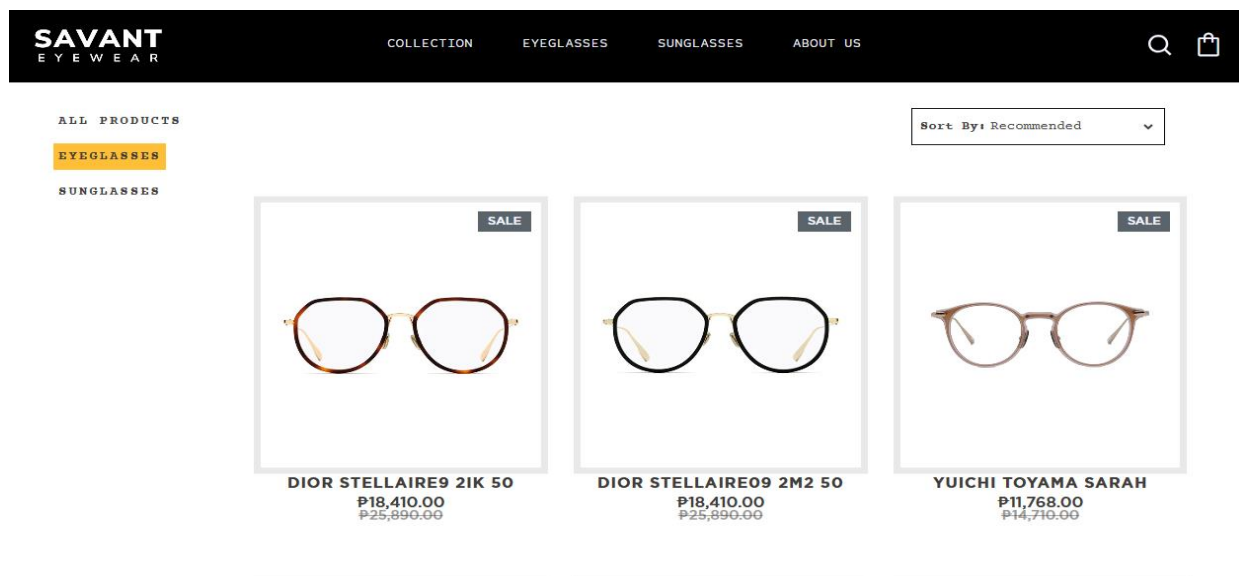 SAVANT
EYEWEAR
COLLECTION EYEGLASSES SUNGLASSES ABOUT US
ALL PRODUCTS
EYEGLASSES
SUNGLASSES
Sort By: Recommended
SALE
SALE
SALE
DIOR STELLAIRE9 2IK 50
₱18,410.00
₱25,890.00
DIOR STELLAIRE09 2M2 50
₱18,410.00
₱25,890.00
YUICHI TOYAMA SARAH
₱11,768.00
₱14,710.00